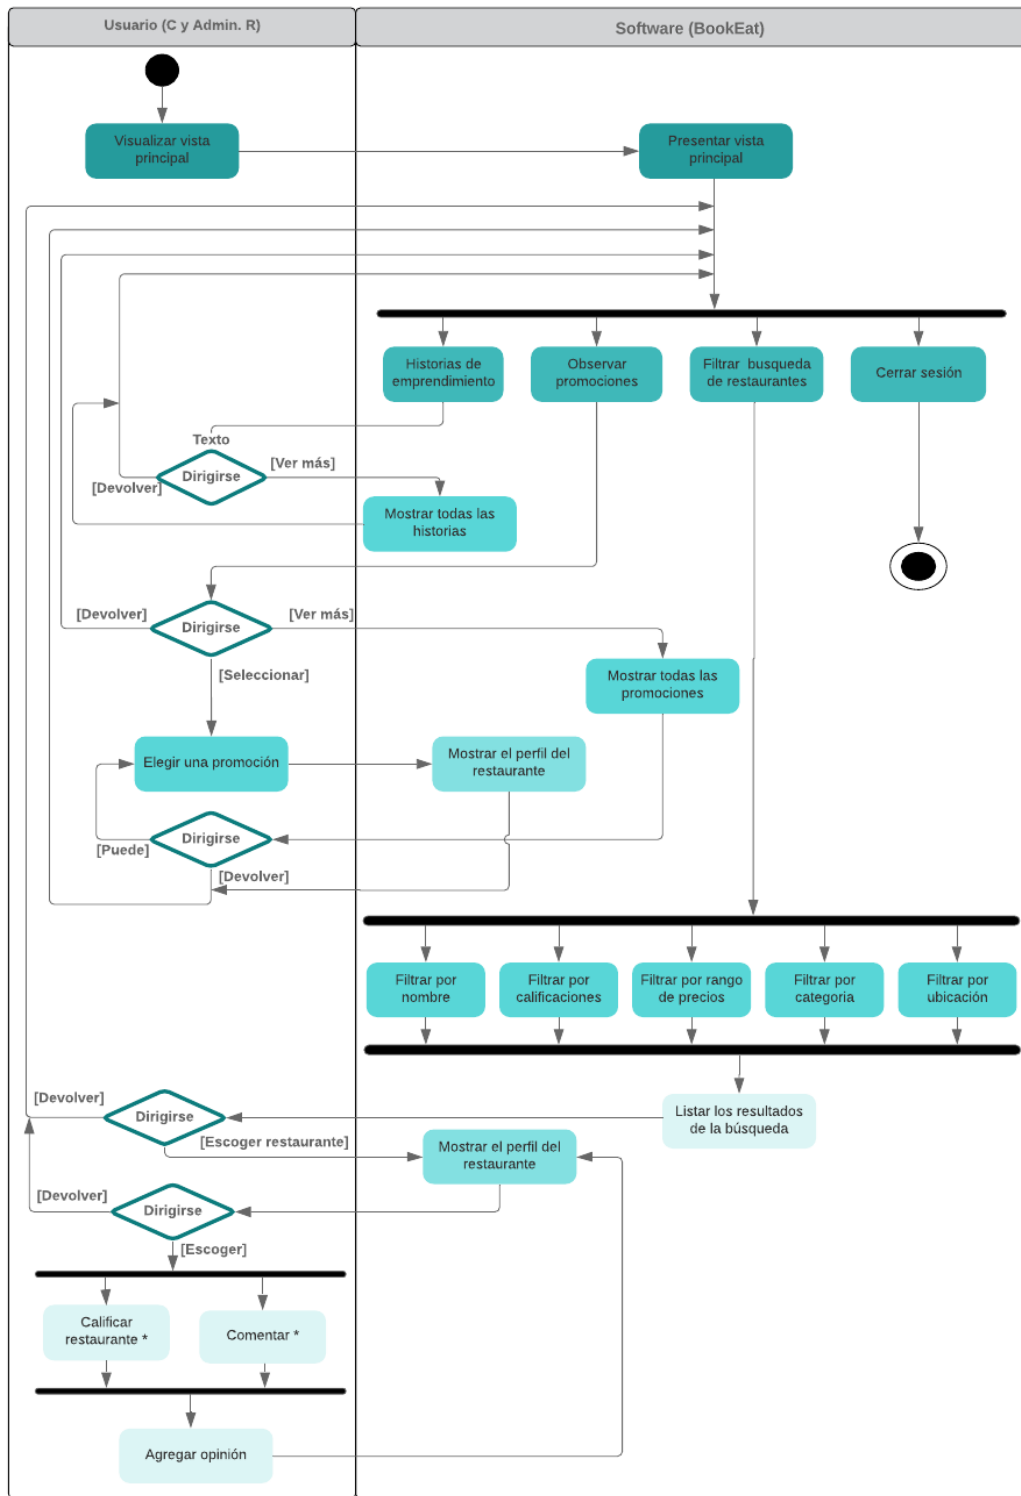 Usuario (C y Admin. R)
Software (BookEat)
Visualizar vista
principal
Presentar vista
principal
Historias de
emprendimiento
Observar
promociones
Filtrar busqueda
de restaurantes
Cerrar sesión
Texto
Dirigirse
[Ver más]
[Devolver]
Mostrar todas las
historias
[Devolver]
Dirigirse
[Ver más]
[Seleccionar]
Mostrar todas las
promociones
Elegir una promoción
Mostrar el perfil del
restaurante
Dirigirse
[Puede]
[Devolver]
Filtrar por
nombre
Filtrar por
calificaciones
Filtrar por rango
de precios
Filtrar por
categoria
Filtrar por
ubicación
[Devolver]
Dirigirse
Listar los resultados
de la búsqueda
[Escoger restaurante]
Mostrar el perfil del
restaurante
[Devolver]
Dirigirse
[Escoger]
Calificar
restaurante *
Comentar *
Agregar opinión